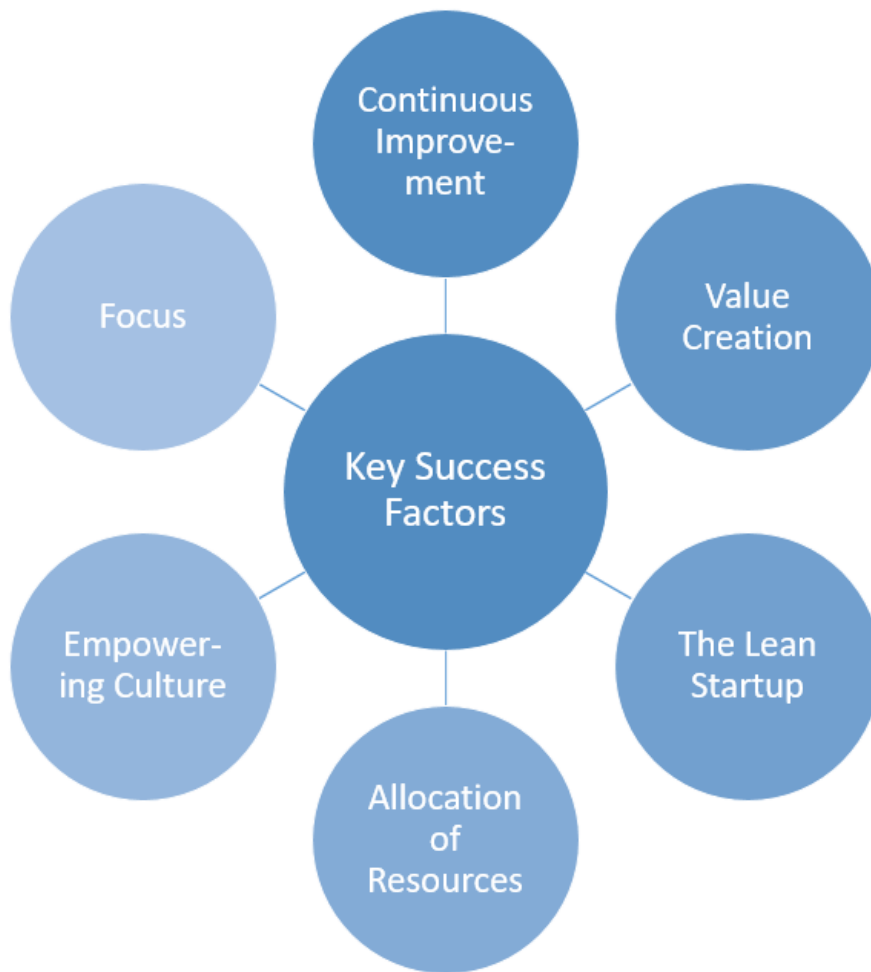 Continuous
Improve-
ment
Value
Creation
The Lean
Startup
Allocation
of
Resources
Empower-
ing Culture
Focus
Key Success
Factors